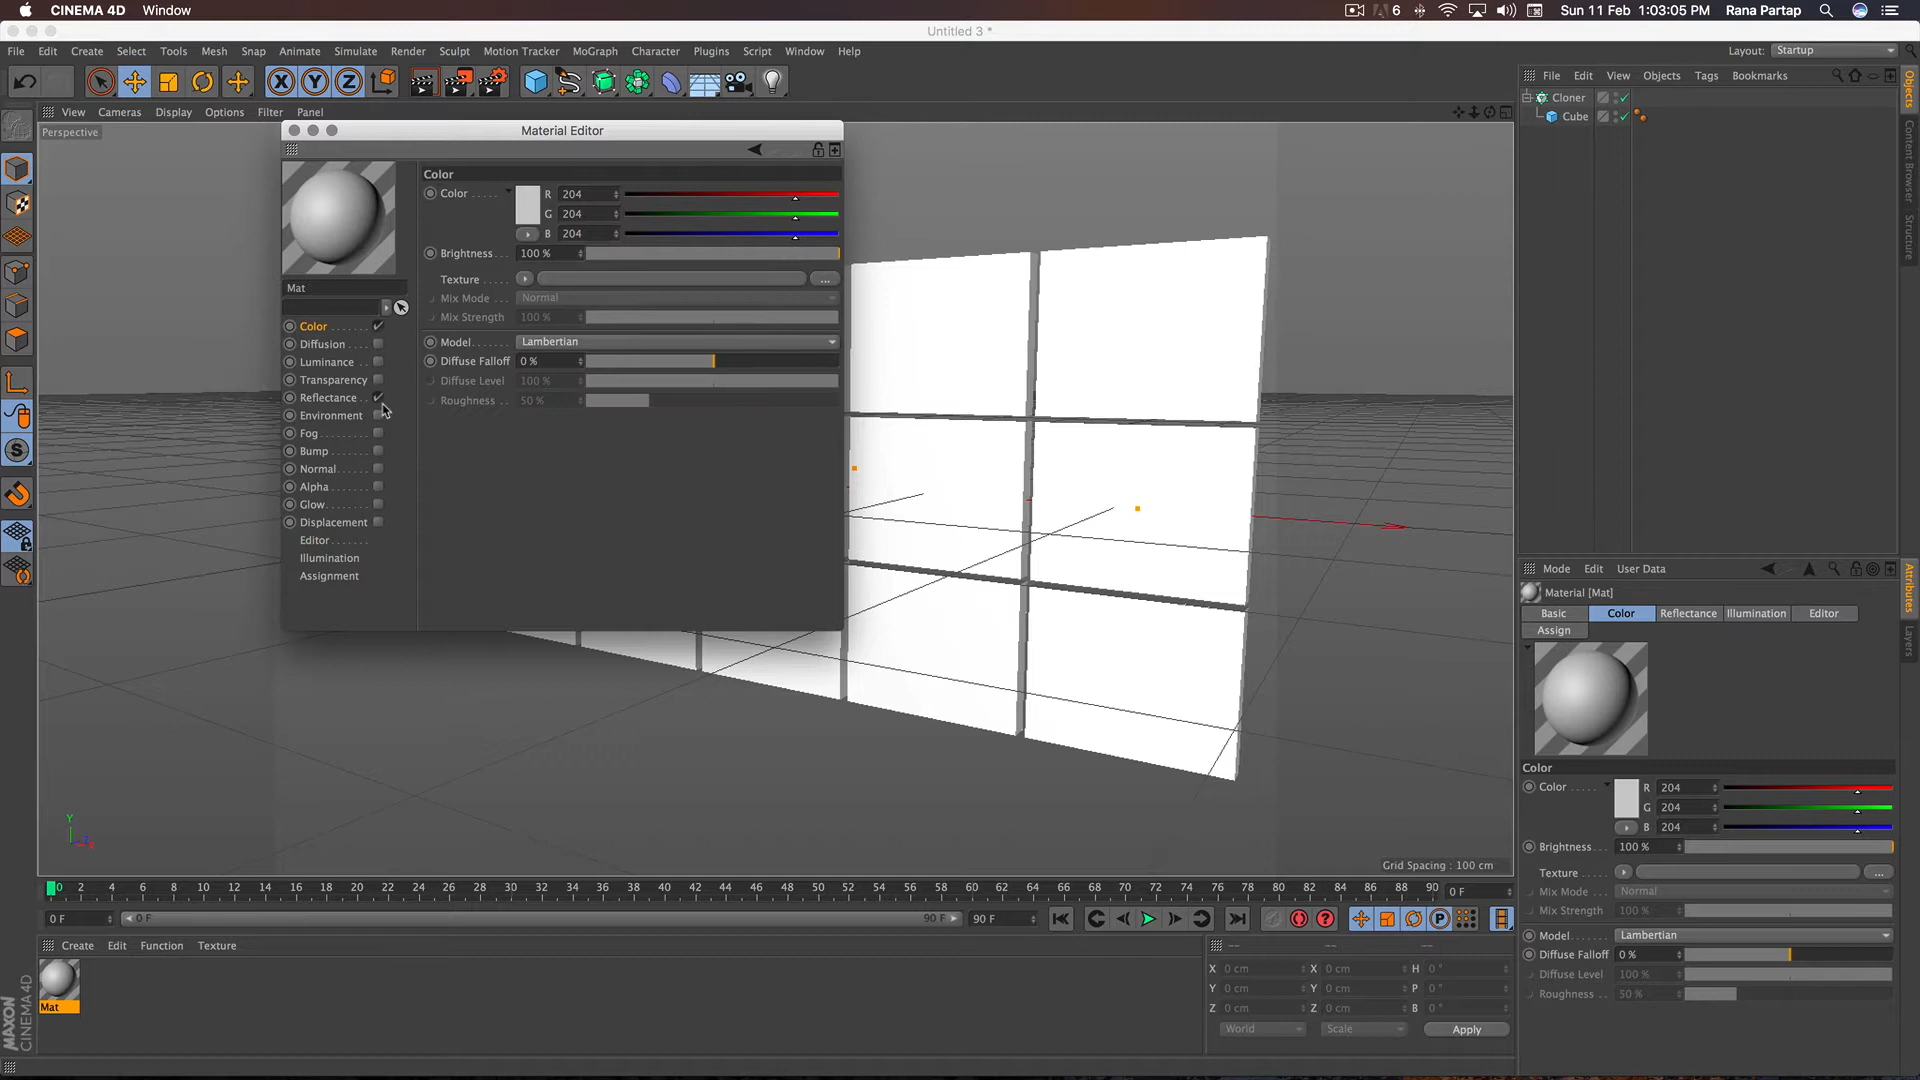 CINEMA 4D Window 6 Sun 11 Feb 1:03:05 PM Rana Partap
Untitled 3 *
File Edit Create Select Tools Mesh Snap Animate Simulate Render Sculpt Motion Tracker MoGraph Character Plugins Script Window Help Layout: Startup
X Y Z
File Edit View Objects Tags Bookmarks
View Cameras Display Options Filter Panel
Perspective
Cloner
Cube
Objects
Content Browser
Structure
Material Editor
Color
Color R 204
G 204
B 204
Brightness 100 %
Texture ...
Mix Mode Normal
Mix Strength 100 %
Model Lambertian
Diffuse Falloff 0 %
Diffuse Level 100 %
Roughness 50 %
Mat
Color
Diffusion
Luminance
Transparency
Reflectance
Environment
Fog
Bump
Normal
Alpha
Glow
Displacement
Editor
Illumination
Assignment
Mode Edit User Data
Material [Mat]
Basic Color Reflectance Illumination Editor
Assign
Attributes
Layers
Color
Color R 204
G 204
B 204
Brightness 100 %
Texture ...
Mix Mode Normal
Mix Strength 100 %
Model Lambertian
Diffuse Falloff 0 %
Diffuse Level 100 %
Roughness 50 %
Y
Grid Spacing : 100 cm
0 2 4 6 8 10 12 14 16 18 20 22 24 26 28 30 32 34 36 38 40 42 44 46 48 50 52 54 56 58 60 62 64 66 68 70 72 74 76 78 80 82 84 86 88 90 0 F
0 F 0 F 90 F 90 F
Create Edit Function Texture
Mat
-- -- --
X 0 cm X 0 cm H 0 °
Y 0 cm Y 0 cm P 0 °
Z 0 cm Z 0 cm B 0 °
World Scale Apply
MAXON
CINEMA 4D